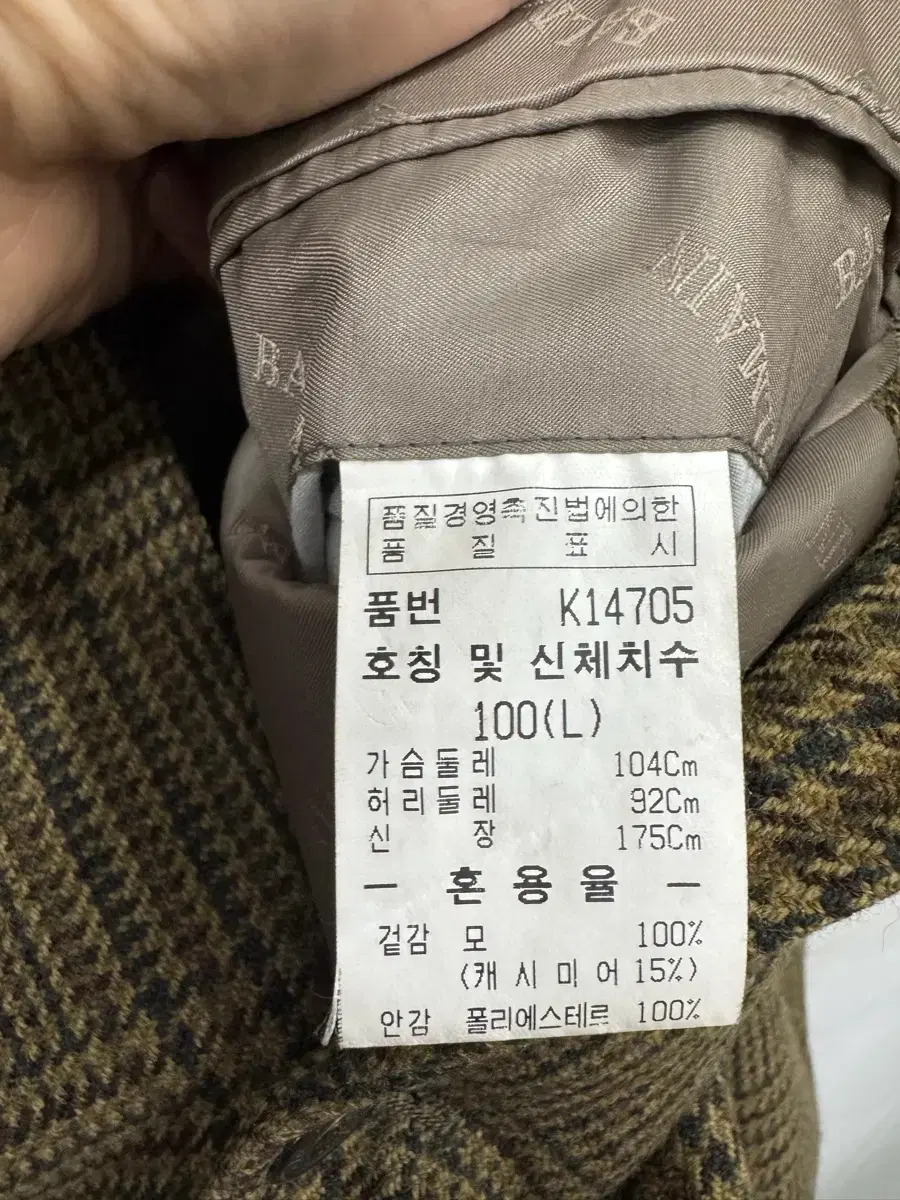 품질경영촉진법에의한
품 질 표 시
품번 K14705
호칭 및 신체치수
100(L)
가슴둘레 104Cm
허리둘레 92Cm
신 장 175Cm
— 혼 용 율 —
겉감 모 100%
(캐 시 미 어 15%)
안감 폴리에스테르 100%